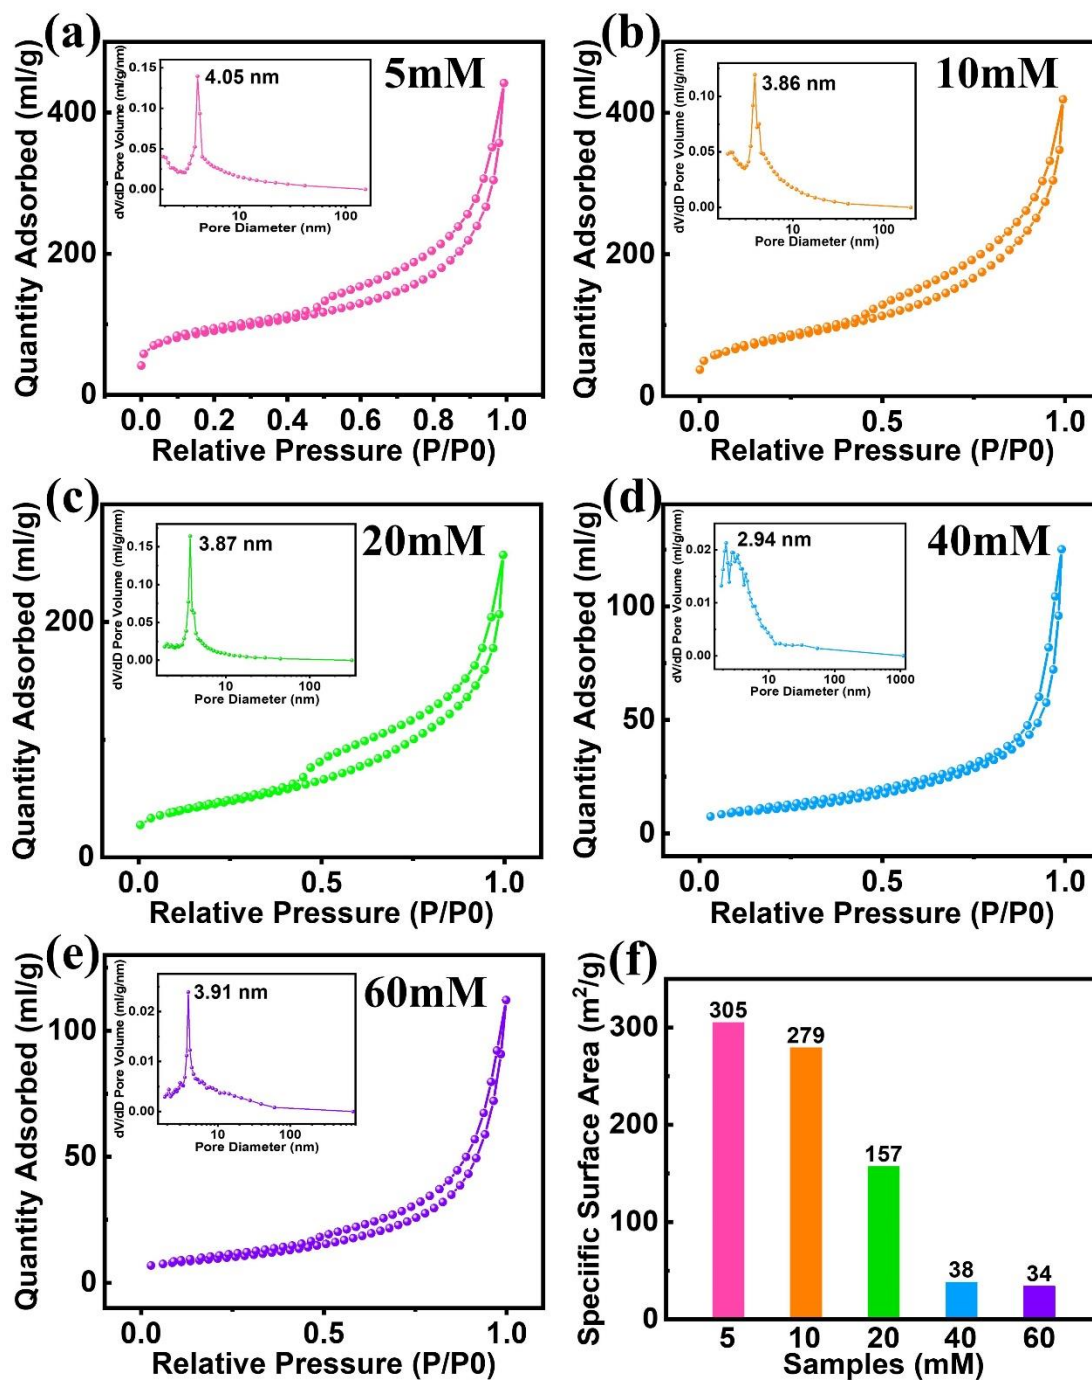 (a)
5mM
Quantity Adsorbed (ml/g)
400
200
0
0.0 0.2 0.4 0.6 0.8 1.0
Relative Pressure (P/P0)
dV/dD Pore Volume (ml/g/nm)
0.15
0.10
0.05
0.00
4.05 nm
10 100
Pore Diameter (nm)
(b)
10mM
Quantity Adsorbed (ml/g)
400
200
0
0.0 0.5 1.0
Relative Pressure (P/P0)
dV/dD Pore Volume (ml/g/nm)
0.10
0.05
0.00
3.86 nm
10 100
Pore Diameter (nm)
(c)
20mM
Quantity Adsorbed (ml/g)
200
0
0.0 0.5 1.0
Relative Pressure (P/P0)
dV/dD Pore Volume (ml/g/nm)
0.15
0.10
0.05
0.00
3.87 nm
10 100
Pore Diameter (nm)
(d)
40mM
Quantity Adsorbed (ml/g)
100
50
0
0.0 0.5 1.0
Relative Pressure (P/P0)
dV/dD Pore Volume (ml/g/nm)
0.02
0.01
0.00
2.94 nm
10 100 1000
Pore Diameter (nm)
(e)
60mM
Quantity Adsorbed (ml/g)
100
50
0
0.0 0.5 1.0
Relative Pressure (P/P0)
dV/dD Pore Volume (ml/g/nm)
0.02
0.01
0.00
3.91 nm
10 100
Pore Diameter (nm)
(f)
Speciific Surface Area (m²/g)
300
200
100
0
305
279
157
38
34
5 10 20 40 60
Samples (mM)